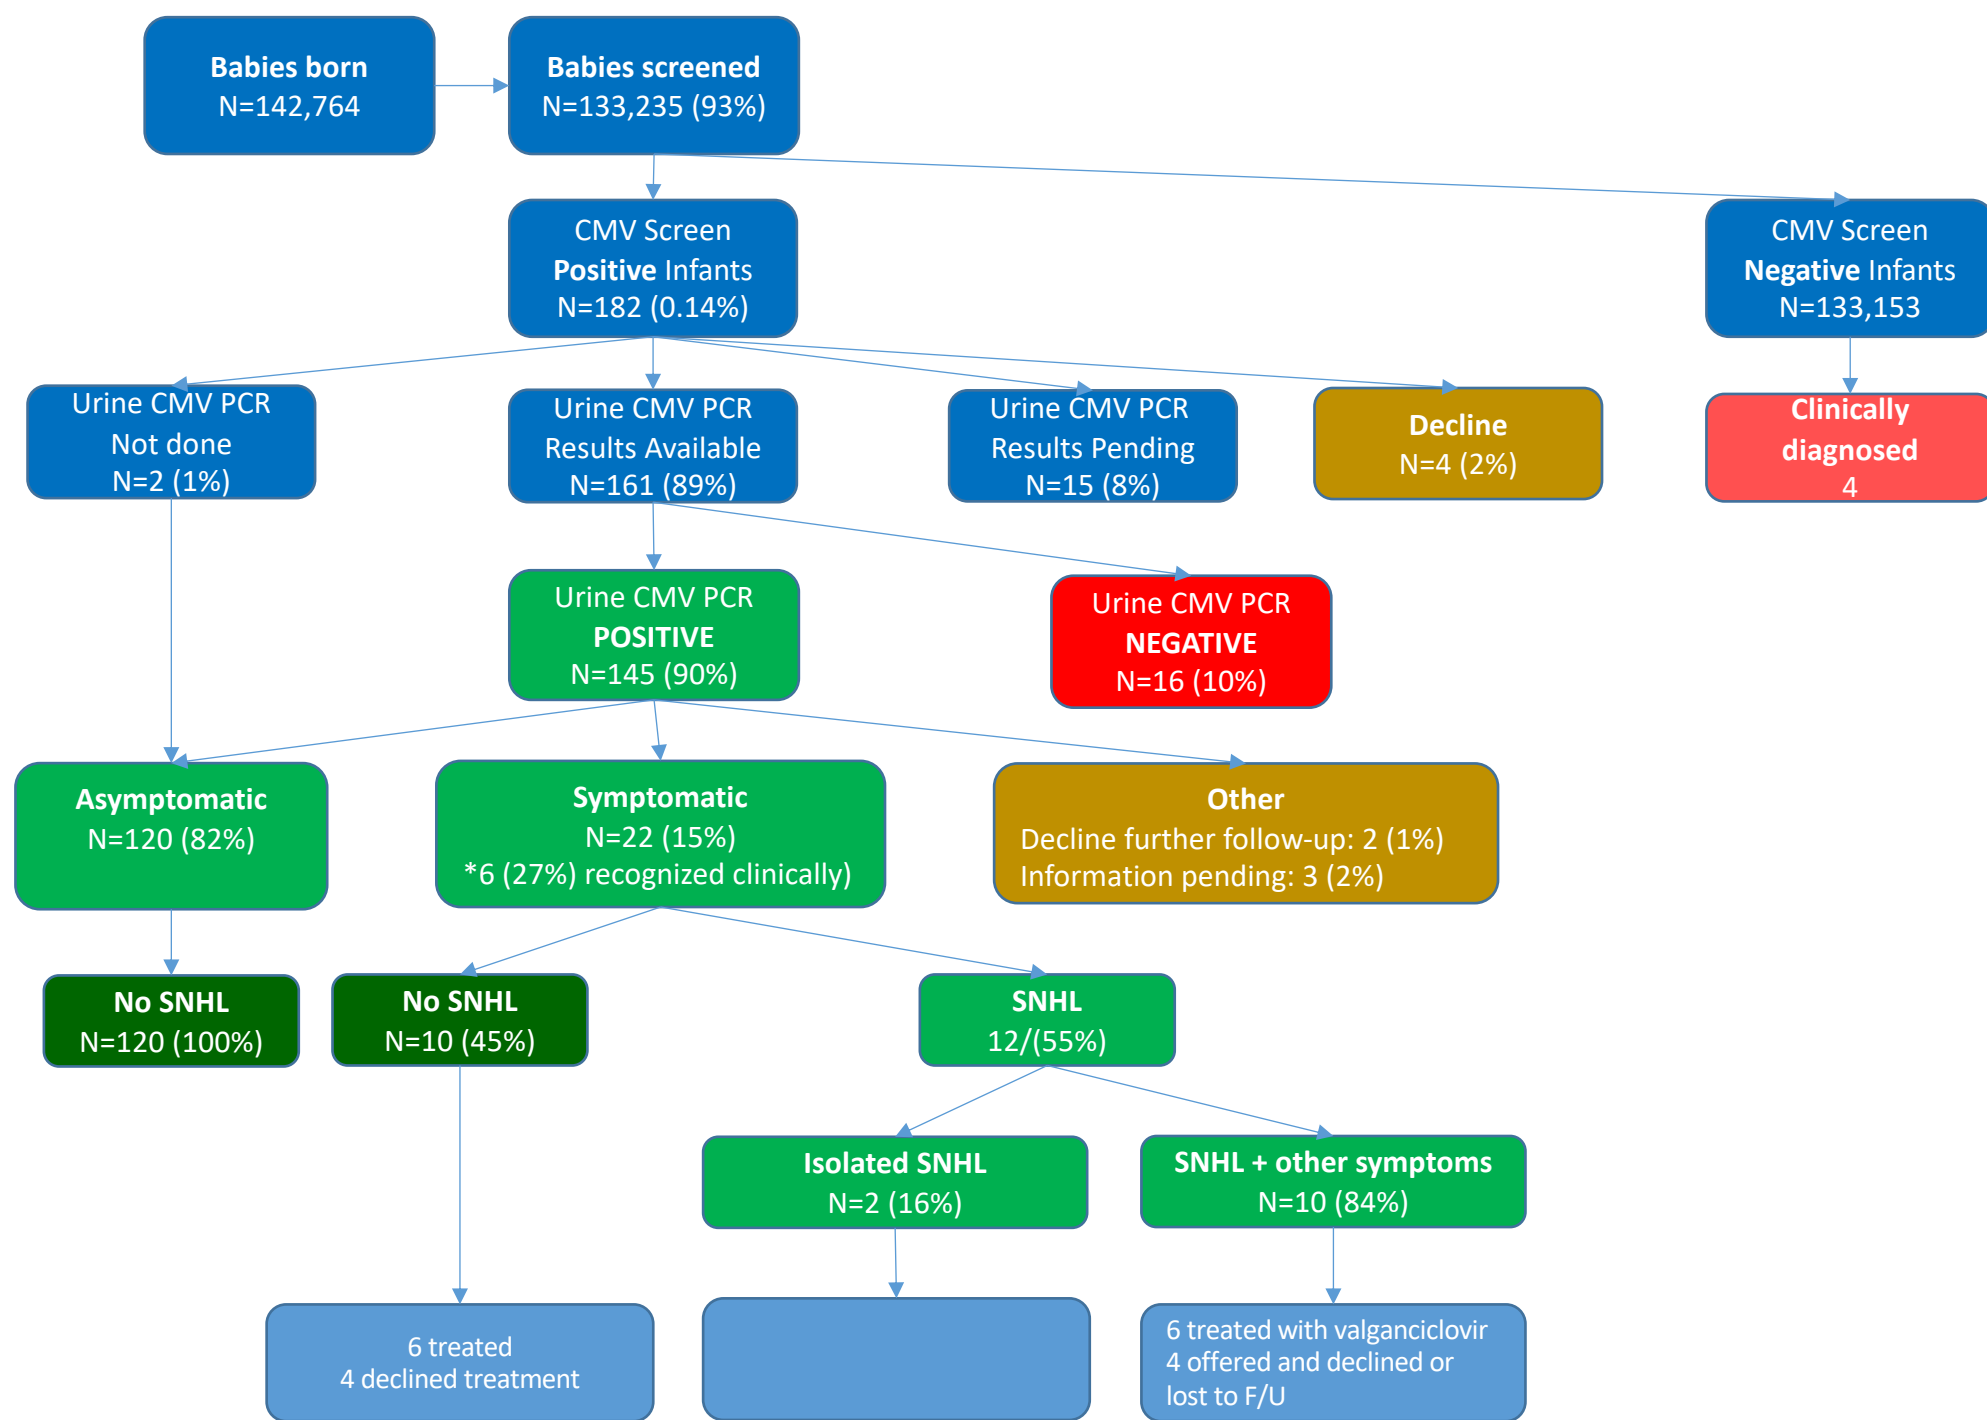 Babies born
N=142,764
Babies screened
N=133,235 (93%)
CMV Screen
Positive Infants
N=182 (0.14%)
CMV Screen
Negative Infants
N=133,153
Urine CMV PCR
Not done
N=2 (1%)
Urine CMV PCR
Results Available
N=161 (89%)
Urine CMV PCR
Results Pending
N=15 (8%)
Decline
N=4 (2%)
Clinically
diagnosed
4
Urine CMV PCR
POSITIVE
N=145 (90%)
Urine CMV PCR
NEGATIVE
N=16 (10%)
Asymptomatic
N=120 (82%)
Symptomatic
N=22 (15%)
*6 (27%) recognized clinically)
Other
Decline further follow-up: 2 (1%)
Information pending: 3 (2%)
No SNHL
N=120 (100%)
No SNHL
N=10 (45%)
SNHL
12/(55%)
Isolated SNHL
N=2 (16%)
SNHL + other symptoms
N=10 (84%)
6 treated
4 declined treatment
6 treated with valganciclovir
4 offered and declined or
lost to F/U